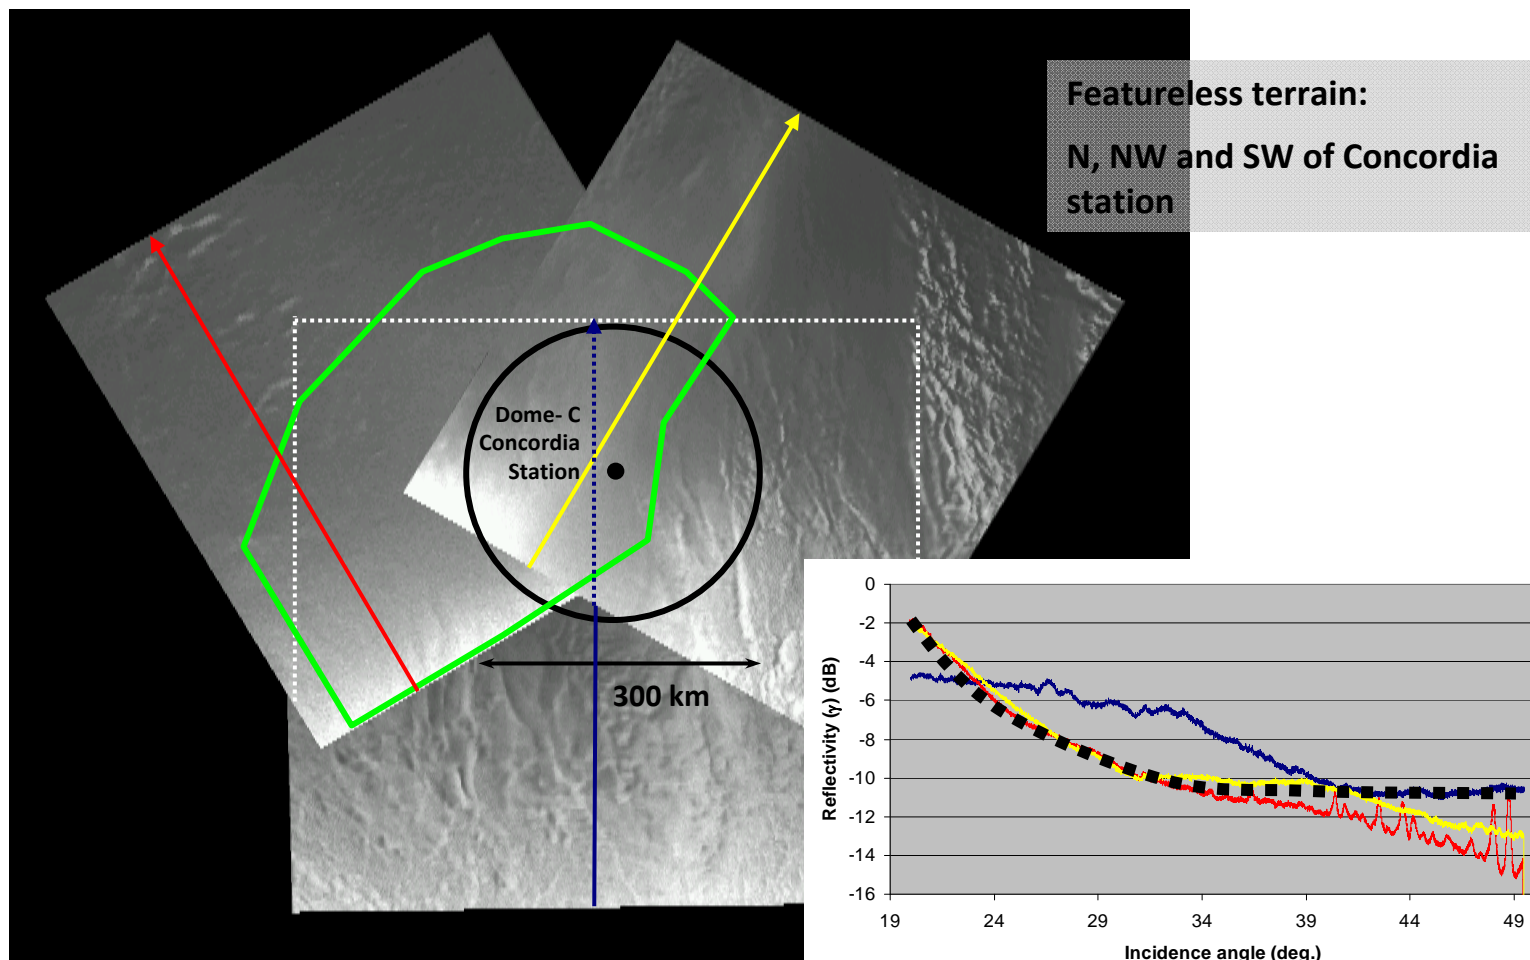 Featureless terrain:
N, NW and SW of Concordia
station
Dome- C
Concordia
Station
300 km
Reflectivity (γ) (dB)
0
-2
-4
-6
-8
-10
-12
-14
-16
19 24 29 34 39 44 49
Incidence angle (deg.)